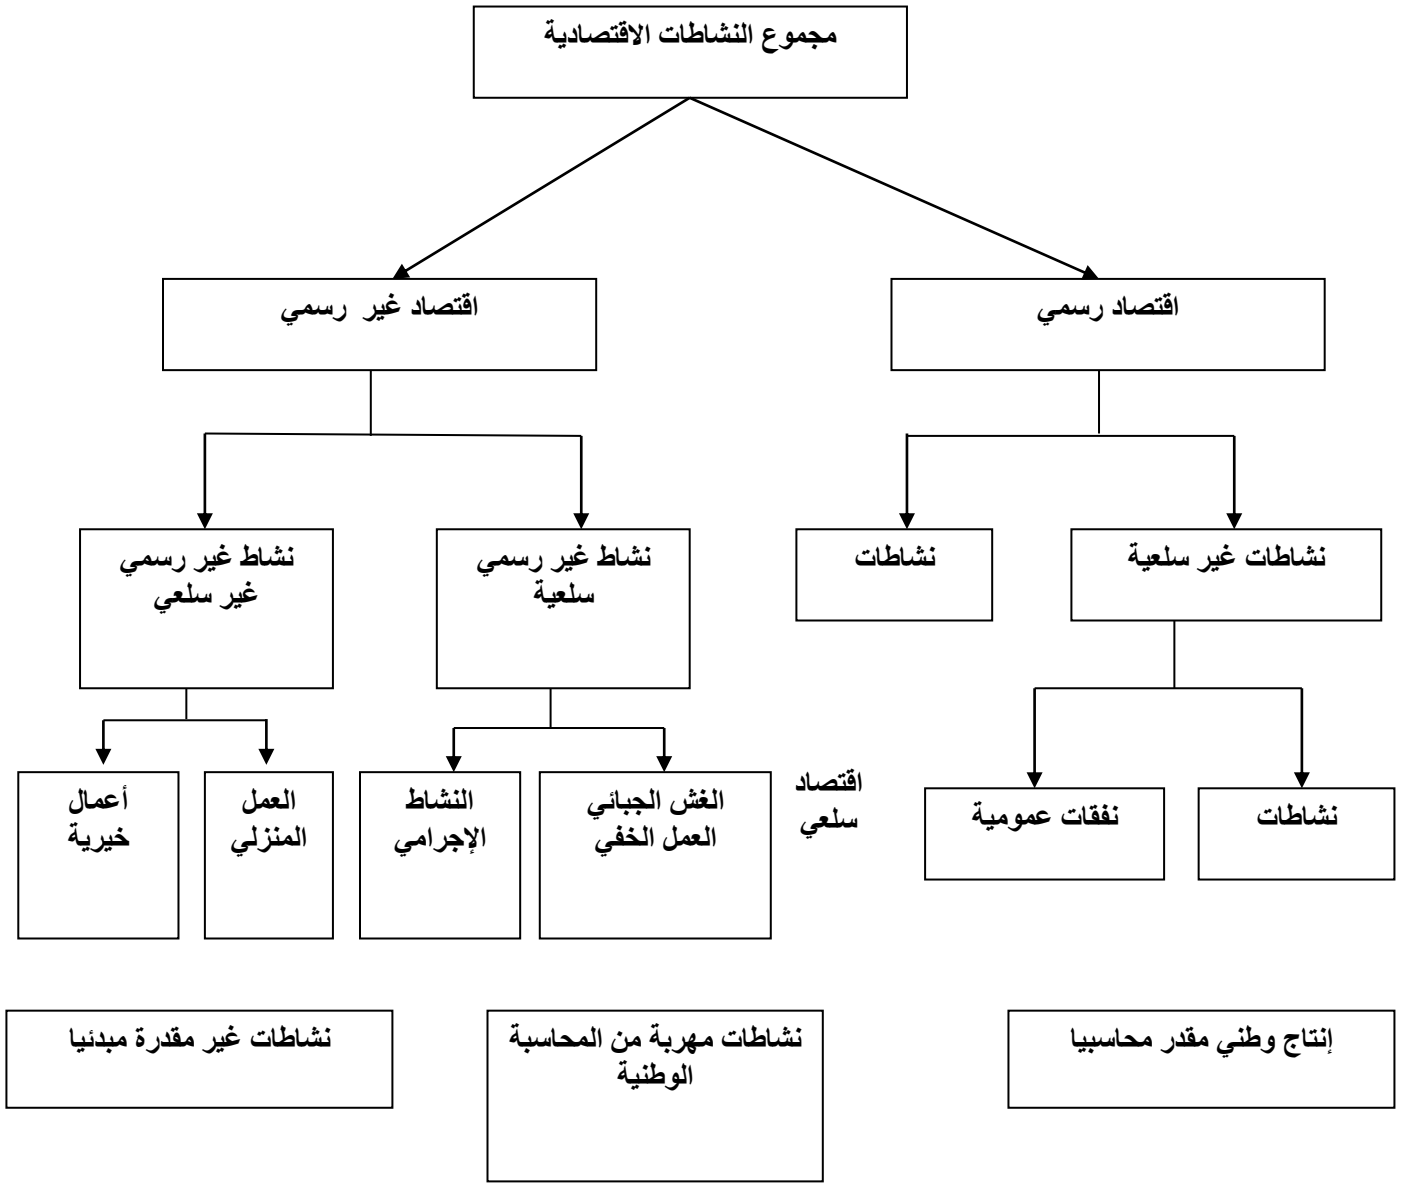 مجموع النشاطات الاقتصادية
اقتصاد رسمي
اقتصاد غير رسمي
نشاطات غير سلعية
نشاطات
نشاط غير رسمي
سلعية
نشاط غير رسمي
غير سلعي
نشاطات
نفقات عمومية
اقتصاد
سلعي
الغش الجبائي
العمل الخفي
النشاط
الإجرامي
العمل
المنزلي
أعمال
خيرية
إنتاج وطني مقدر محاسبيا
نشاطات مهربة من المحاسبة
الوطنية
نشاطات غير مقدرة مبدئيا